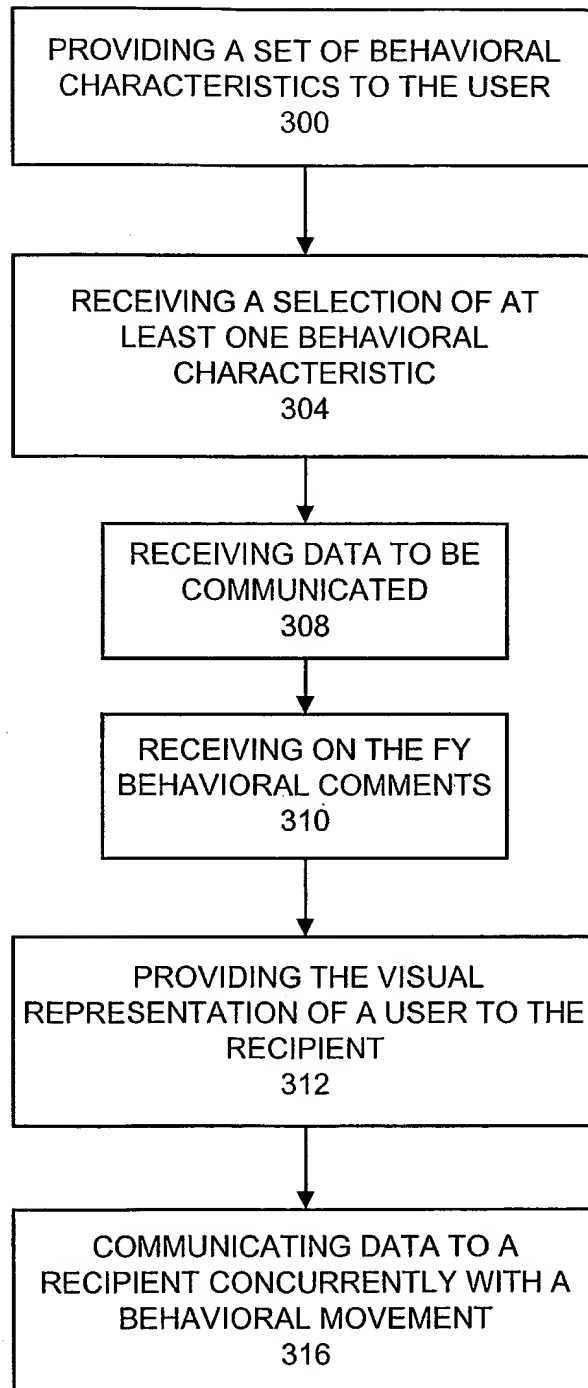 PROVIDING A SET OF BEHAVIORAL
CHARACTERISTICS TO THE USER
300
RECEIVING A SELECTION OF AT
LEAST ONE BEHAVIORAL
CHARACTERISTIC
304
RECEIVING DATA TO BE
COMMUNICATED
308
RECEIVING ON THE FY
BEHAVIORAL COMMENTS
310
PROVIDING THE VISUAL
REPRESENTATION OF A USER TO THE
RECIPIENT
312
COMMUNICATING DATA TO A
RECIPIENT CONCURRENTLY WITH A
BEHAVIORAL MOVEMENT
316